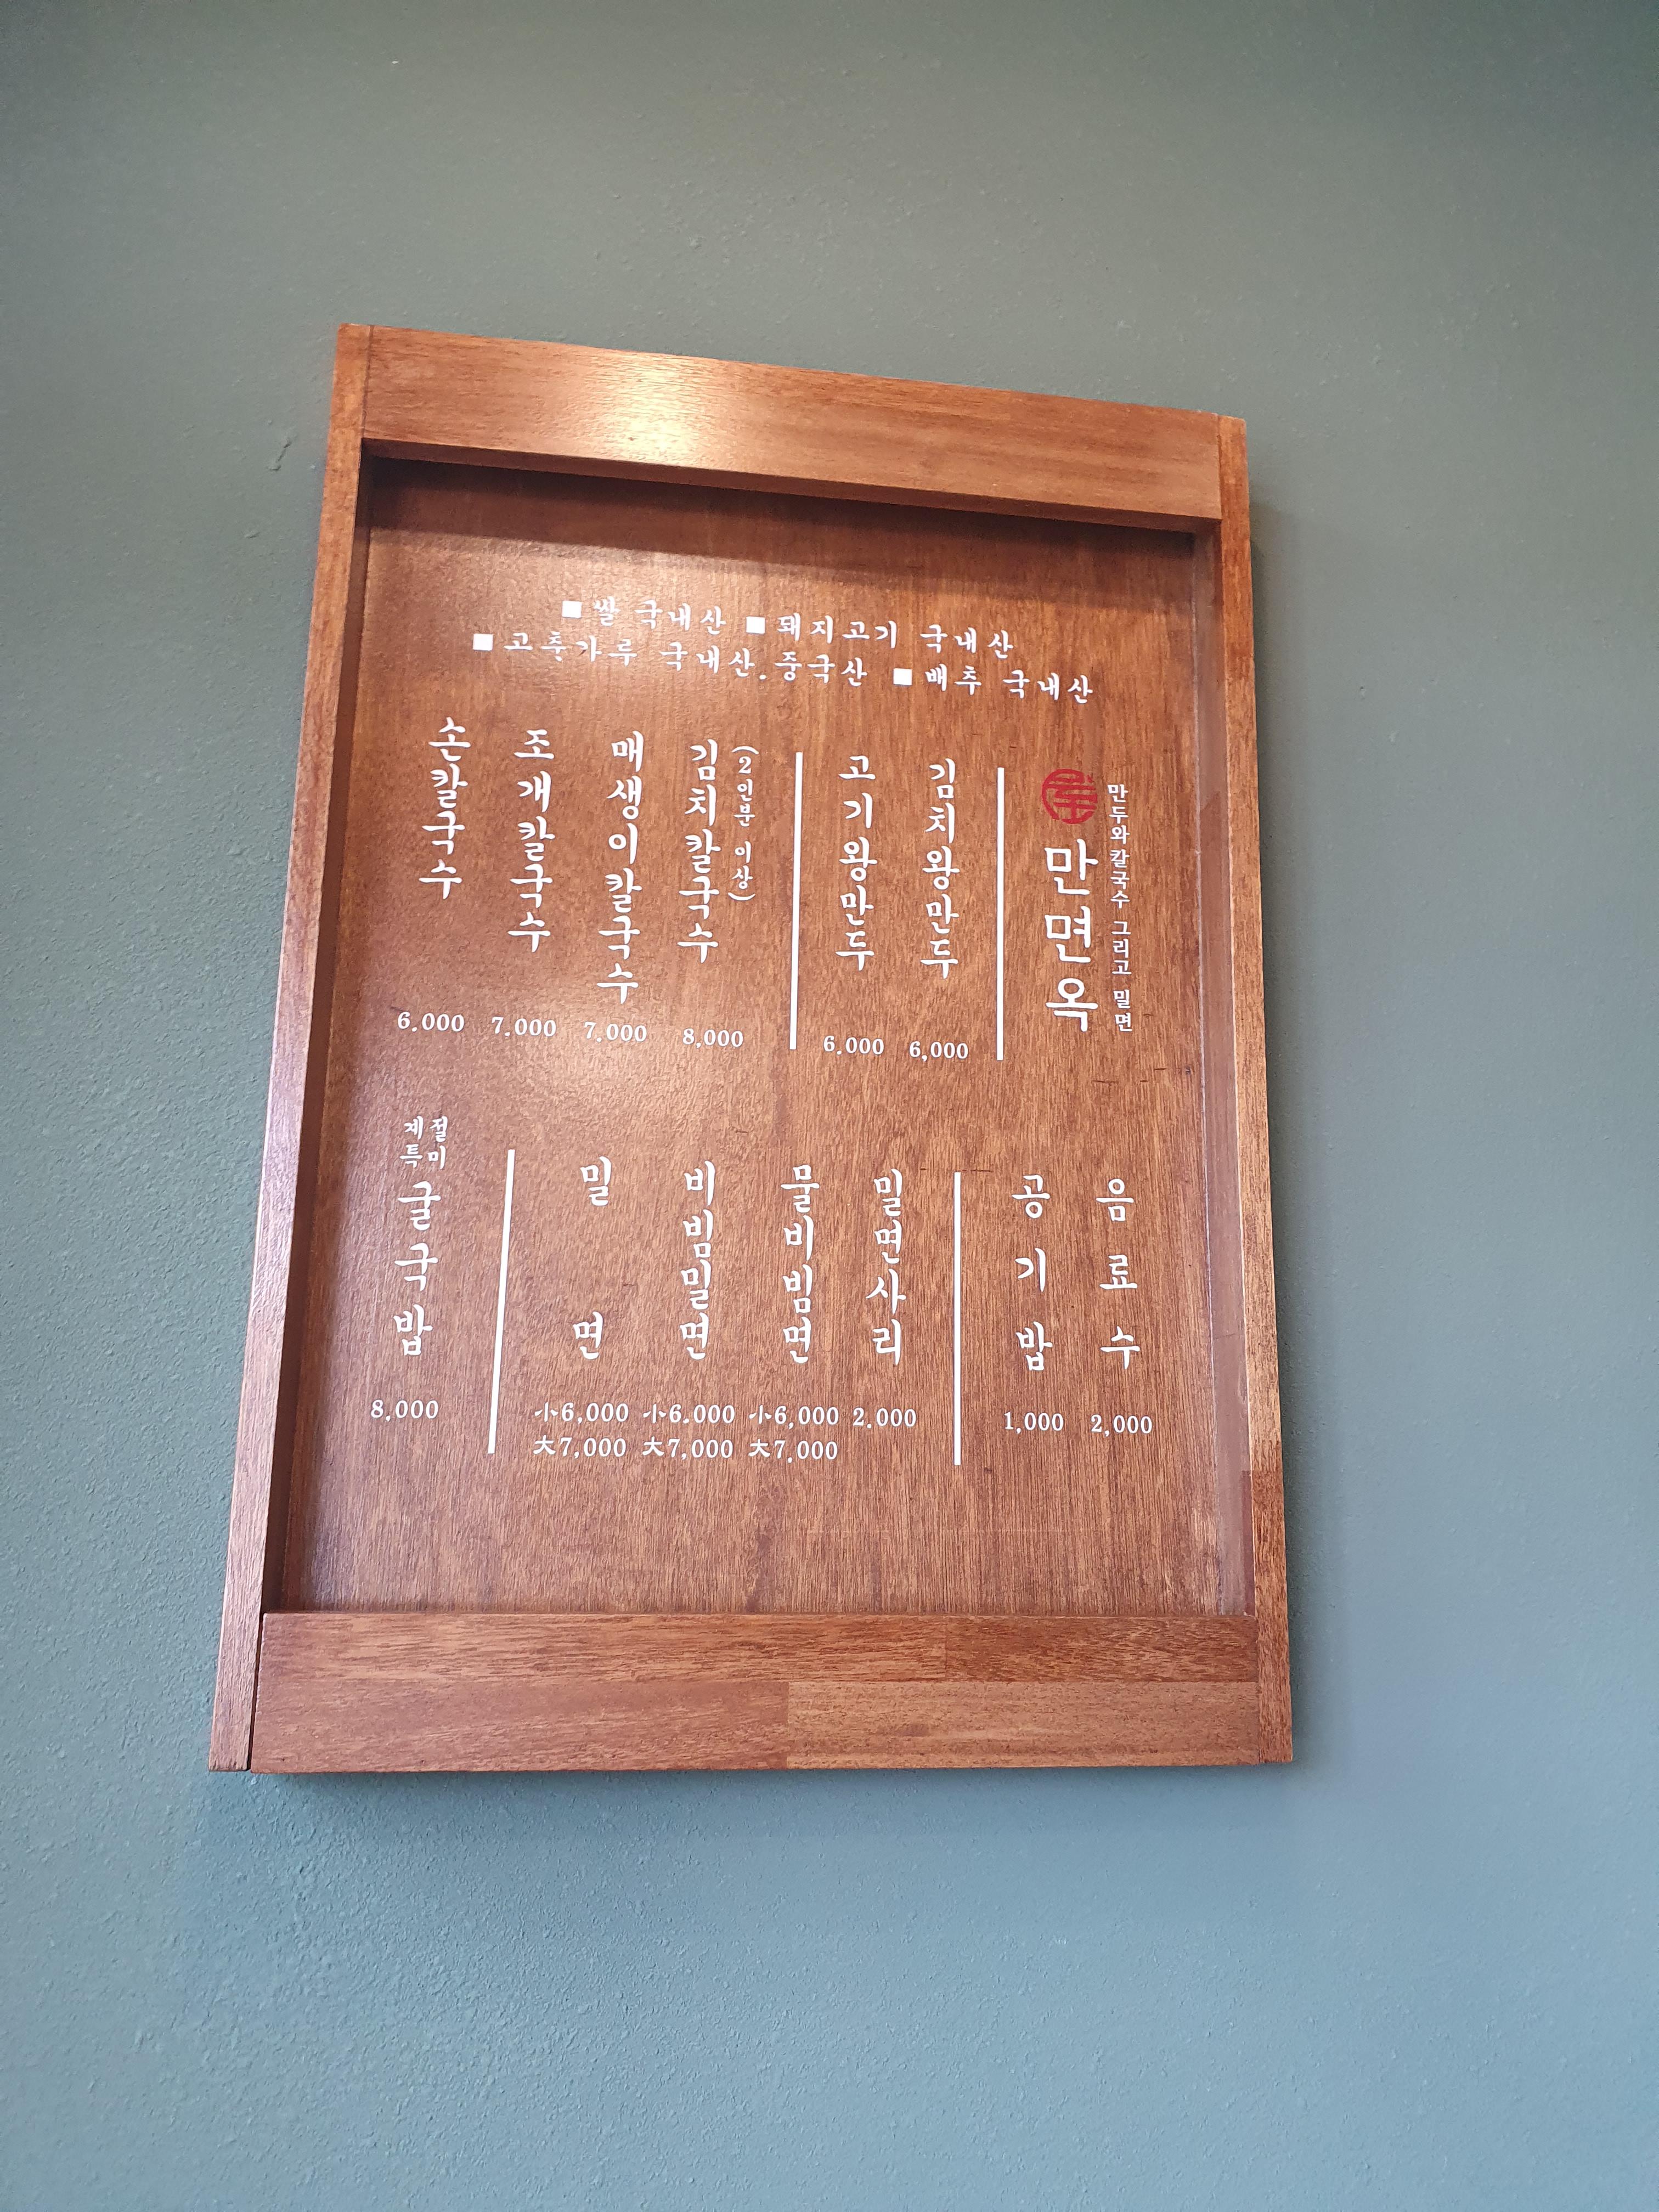 ■ 쌀 국내산 ■ 돼지고기 국내산
■ 고춧가루 국내산.중국산 ■ 배추 국내산
만두와 칼국수 그리고 밀면
만면옥
김치왕만두 6,000
고기왕만두 6,000
(2인분 이상)
김치칼국수 8,000
매생이칼국수 7,000
조개칼국수 7,000
손칼국수 6,000
음료수 2,000
공기밥 1,000
밀면사리 2,000
물비빔면 小6,000
大7,000
비빔밀면 小6,000
大7,000
밀면 小6,000
大7,000
계절
특미
굴국밥 8,000